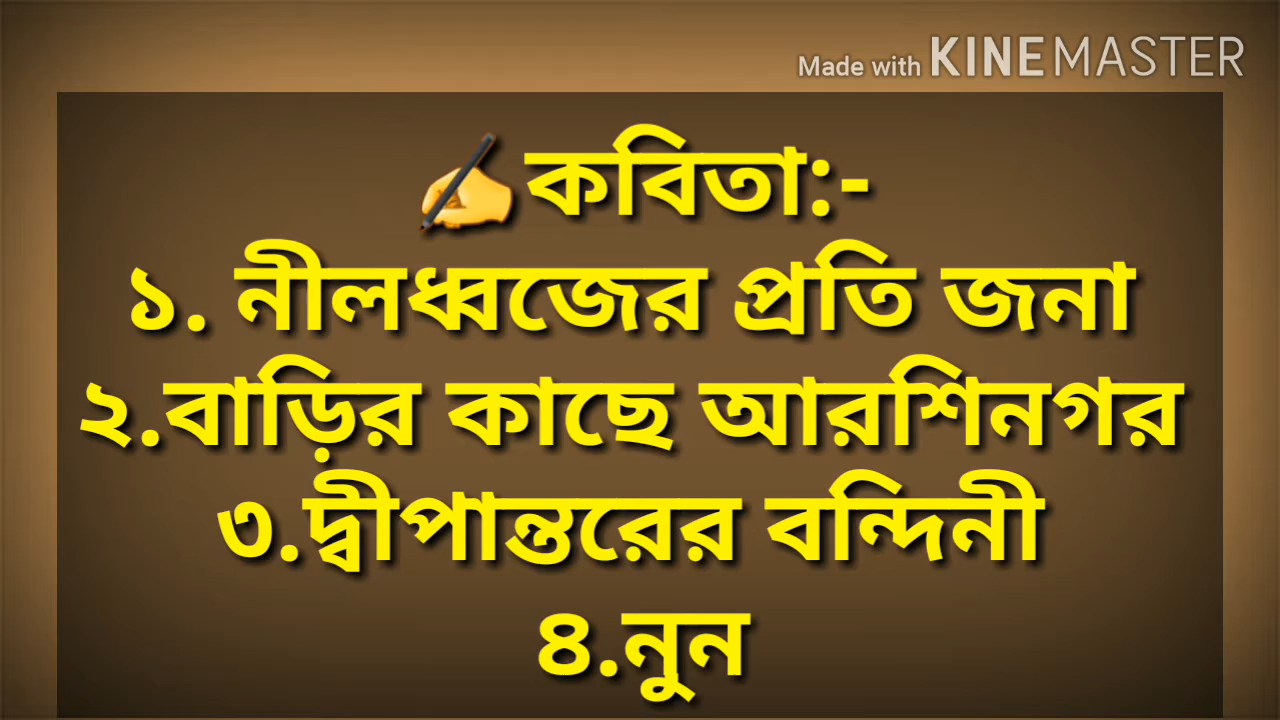 Made with KINEMASTER
✍কবিতা:-
১. নীলধ্বজের প্রতি জনা
২.বাড়ির কাছে আরশিনগর
৩.দ্বীপান্তরের বন্দিনী
৪.নুন